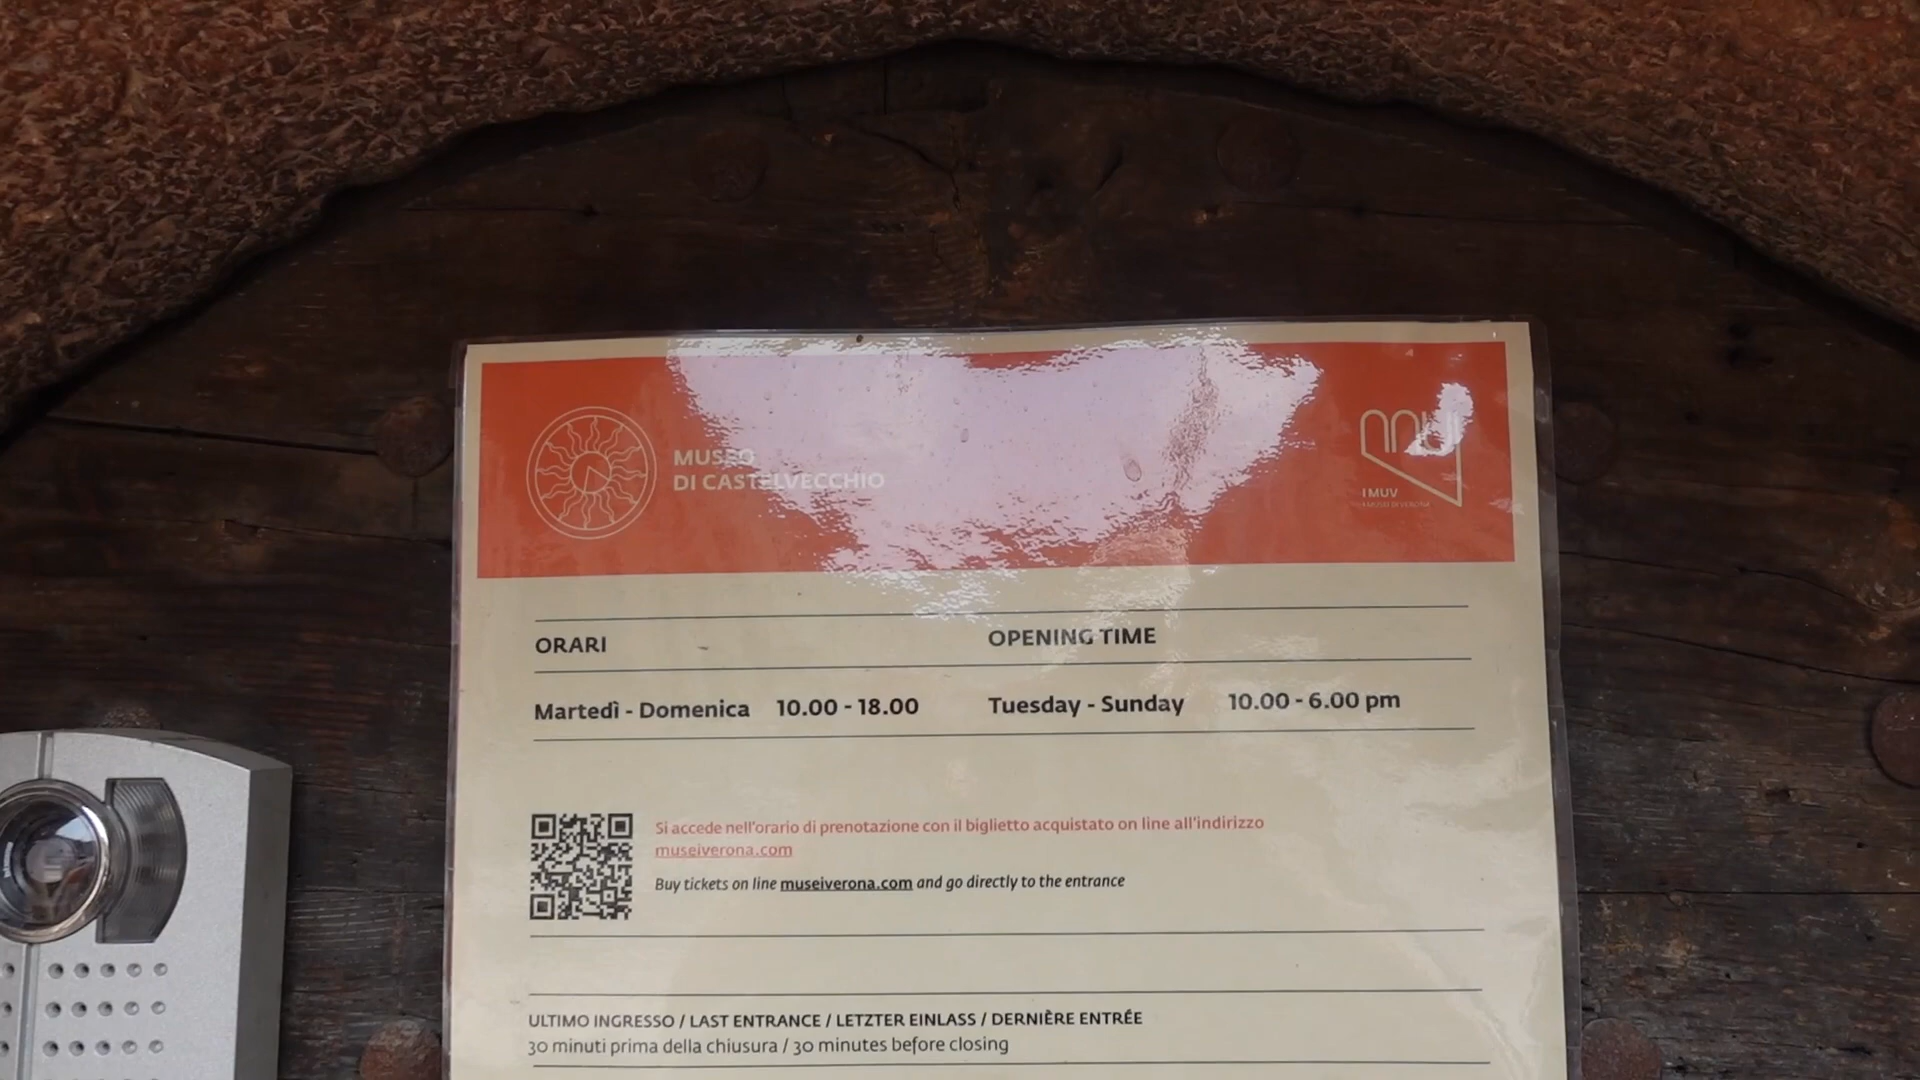 MUSEO
DI CASTELVECCHIO
I MUV
I MUSEI DI VERONA
ORARI
OPENING TIME
Martedì - Domenica 10.00 - 18.00
Tuesday - Sunday 10.00 - 6.00 pm
Si accede nell'orario di prenotazione con il biglietto acquistato on line all'indirizzo
museiverona.com
Buy tickets on line museiverona.com and go directly to the entrance
ULTIMO INGRESSO / LAST ENTRANCE / LETZTER EINLASS / DERNIÈRE ENTRÉE
30 minuti prima della chiusura / 30 minutes before closing